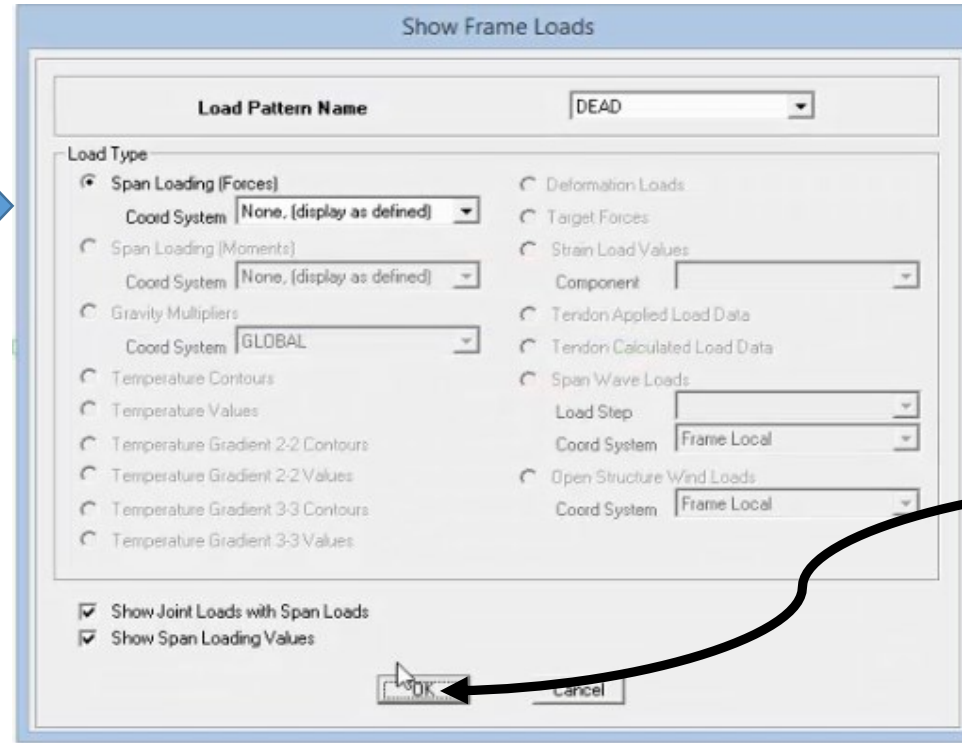 Show Frame Loads
Load Pattern Name DEAD
Load Type
Span Loading (Forces)
Coord System None, (display as defined)
Span Loading (Moments)
Coord System None, (display as defined)
Gravity Multipliers
Coord System GLOBAL
Temperature Contours
Temperature Values
Temperature Gradient 2-2 Contours
Temperature Gradient 2-2 Values
Temperature Gradient 3-3 Contours
Temperature Gradient 3-3 Values
Deformation Loads
Target Forces
Strain Load Values
Component
Tendon Applied Load Data
Tendon Calculated Load Data
Span Wave Loads
Load Step
Coord System Frame Local
Open Structure Wind Loads
Coord System Frame Local
Show Joint Loads with Span Loads
Show Span Loading Values
OK Cancel